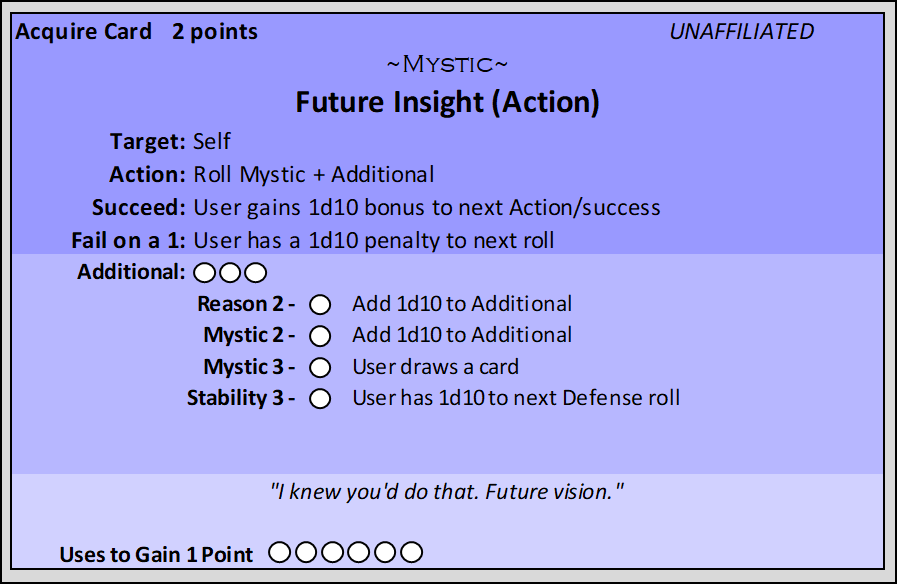 Acquire Card 2 points UNAFFILIATED
~Mystic~
Future Insight (Action)
Target: Self
Action: Roll Mystic + Additional
Succeed: User gains 1d10 bonus to next Action/success
Fail on a 1: User has a 1d10 penalty to next roll
Additional:
Reason 2 - Add 1d10 to Additional
Mystic 2 - Add 1d10 to Additional
Mystic 3 - User draws a card
Stability 3 - User has 1d10 to next Defense roll
"I knew you'd do that. Future vision."
Uses to Gain 1 Point